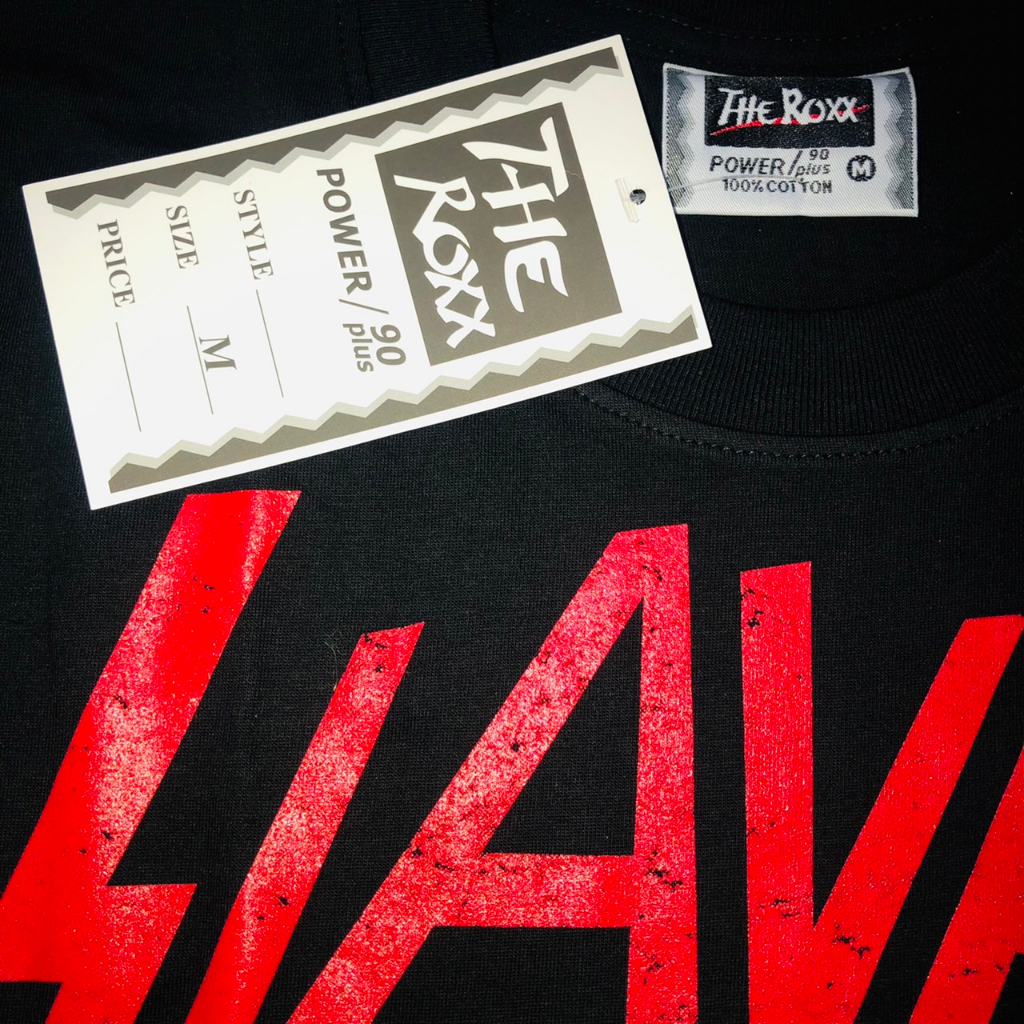 THE
ROXX
POWER/90
plus
STYLE
SIZE M
PRICE
THE ROXX
POWER/90
plus M
100% COTTON